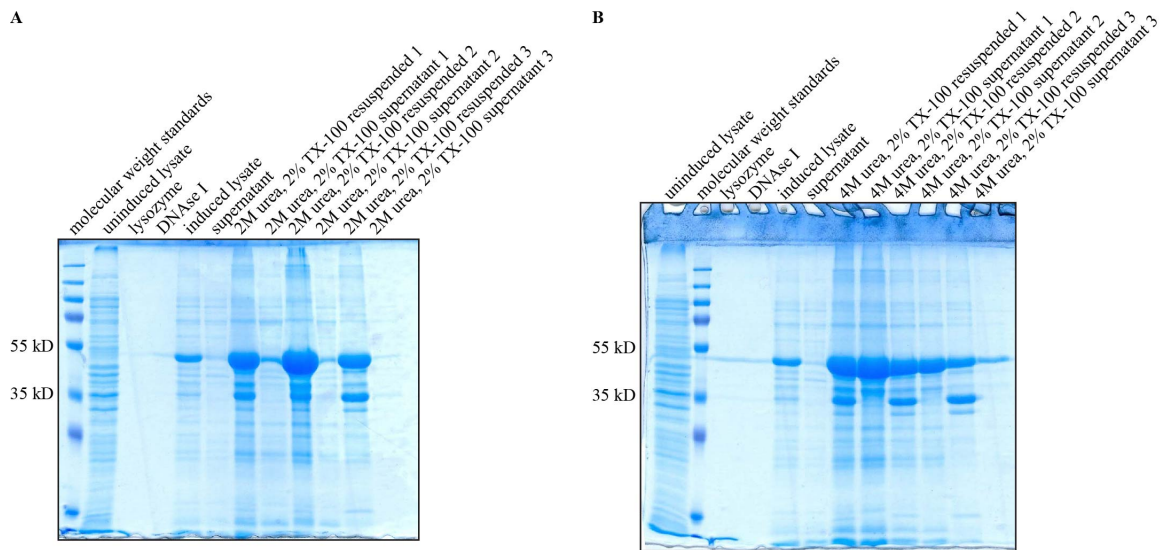 A
molecular weight standards
uninduced lysate
lysozyme
DNAse I
induced lysate
supernatant
2M urea, 2% TX-100 resuspended 1
2M urea, 2% TX-100 supernatant 1
2M urea, 2% TX-100 resuspended 2
2M urea, 2% TX-100 supernatant 2
2M urea, 2% TX-100 resuspended 3
2M urea, 2% TX-100 supernatant 3
55 kD
35 kD
B
uninduced lysate
molecular weight standards
lysozyme
DNAse I
induced lysate
supernatant
4M urea, 2% TX-100 resuspended 1
4M urea, 2% TX-100 supernatant 1
4M urea, 2% TX-100 resuspended 2
4M urea, 2% TX-100 supernatant 2
4M urea, 2% TX-100 resuspended 3
4M urea, 2% TX-100 supernatant 3
55 kD
35 kD